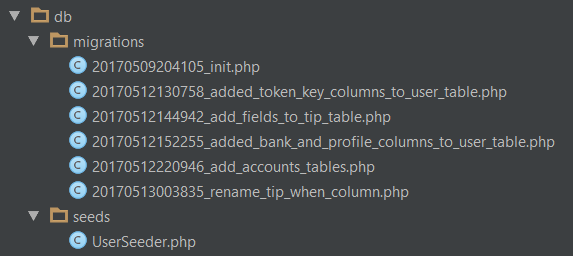 db
migrations
20170509204105_init.php
20170512130758_added_token_key_columns_to_user_table.php
20170512144942_add_fields_to_tip_table.php
20170512152255_added_bank_and_profile_columns_to_user_table.php
20170512220946_add_accounts_tables.php
20170513003835_rename_tip_when_column.php
seeds
UserSeeder.php